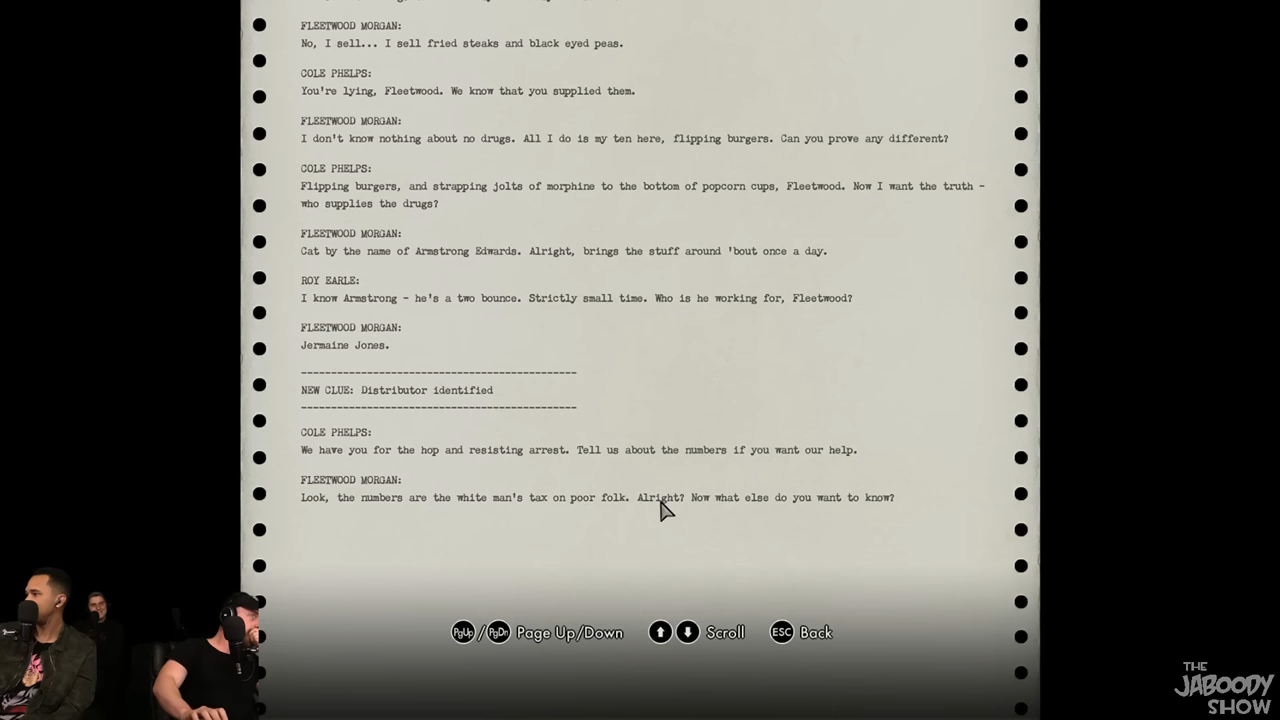 FLEETWOOD MORGAN:
No, I sell... I sell fried steaks and black eyed peas.
COLE PHELPS:
You're lying, Fleetwood. We know that you supplied them.
FLEETWOOD MORGAN:
I don't know nothing about no drugs. All I do is my ten here, flipping burgers. Can you prove any different?
COLE PHELPS:
Flipping burgers, and strapping jolts of morphine to the bottom of popcorn cups, Fleetwood. Now I want the truth –
who supplies the drugs?
FLEETWOOD MORGAN:
Cat by the name of Armstrong Edwards. Alright, brings the stuff around 'bout once a day.
ROY EARLE:
I know Armstrong – he's a two bounce. Strictly small time. Who is he working for, Fleetwood?
FLEETWOOD MORGAN:
Jermaine Jones.
----------------------------------------------
NEW CLUE: Distributor identified
----------------------------------------------
COLE PHELPS:
We have you for the hop and resisting arrest. Tell us about the numbers if you want our help.
FLEETWOOD MORGAN:
Look, the numbers are the white man's tax on poor folk. Alright? Now what else do you want to know?
PgUp/PgDn Page Up/Down Scroll ESC Back
THE
JABOODY
SHOW